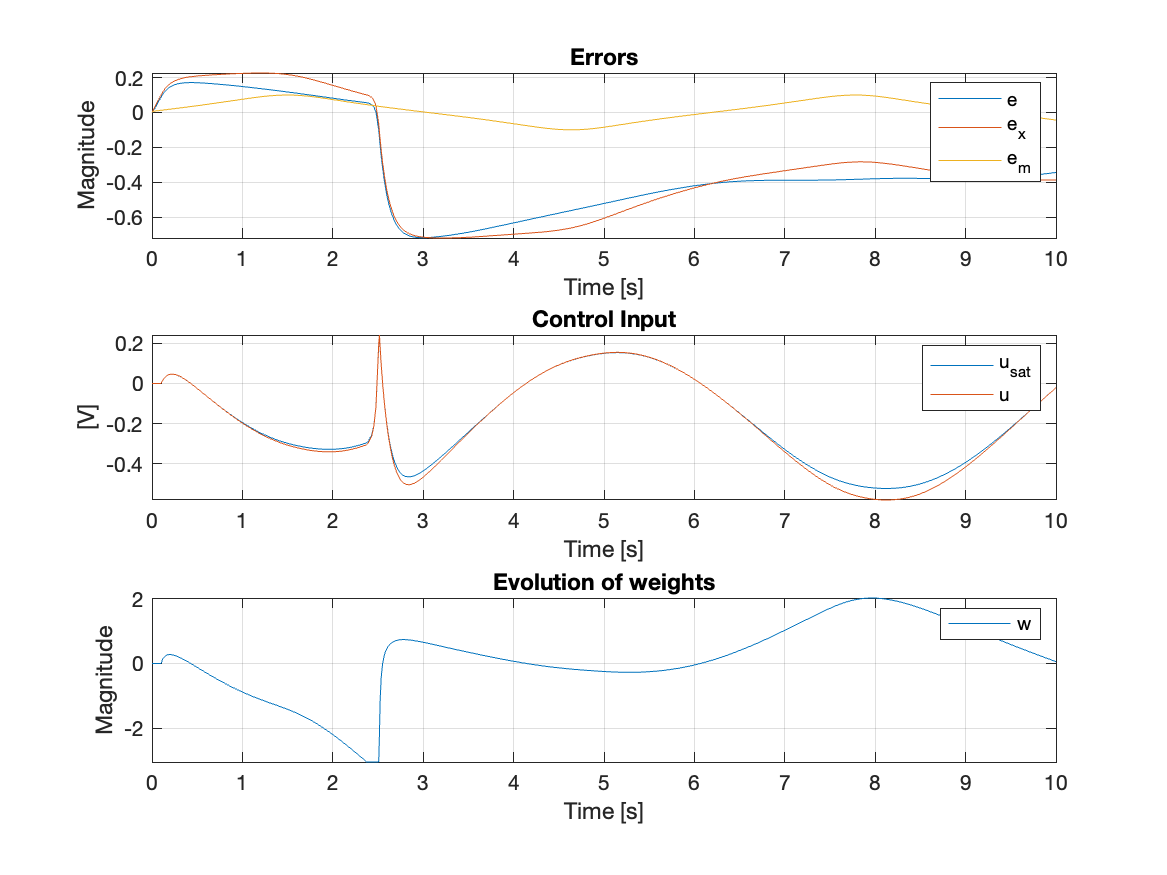 Errors
0.2
0
-0.2
-0.4
-0.6
Magnitude
e
e_x
e_m
0 1 2 3 4 5 6 7 8 9 10
Time [s]
Control Input
0.2
0
-0.2
-0.4
[V]
u_sat
u
0 1 2 3 4 5 6 7 8 9 10
Time [s]
Evolution of weights
2
0
-2
Magnitude
w
0 1 2 3 4 5 6 7 8 9 10
Time [s]